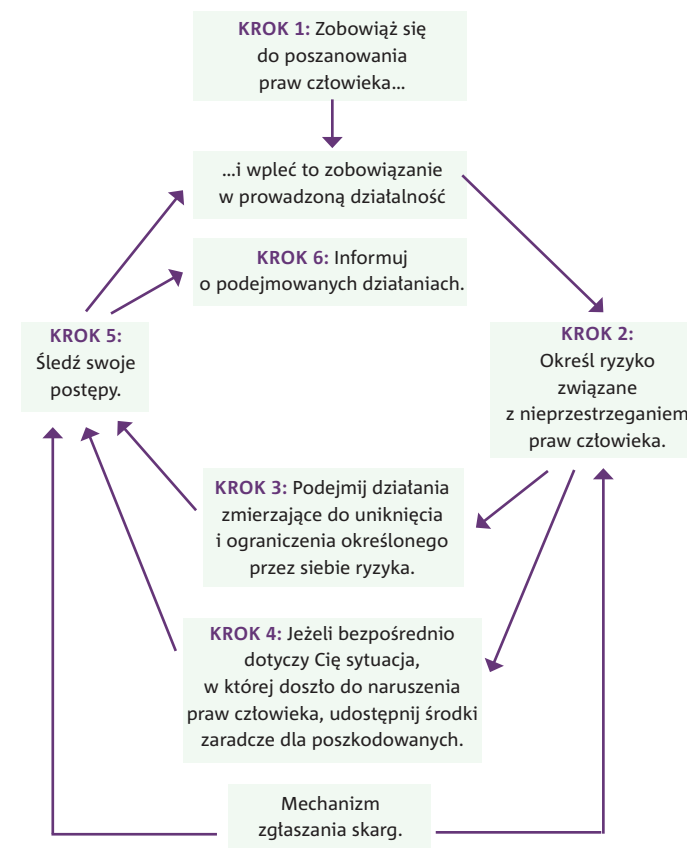 KROK 1: Zobowiąż się
do poszanowania
praw człowieka...
...i wpleć to zobowiązanie
w prowadzoną działalność
KROK 6: Informuj
o podejmowanych działaniach.
KROK 5:
Śledź swoje
postępy.
KROK 2:
Określ ryzyko
związane
z nieprzestrzeganiem
praw człowieka.
KROK 3: Podejmij działania
zmierzające do uniknięcia
i ograniczenia określonego
przez siebie ryzyka.
KROK 4: Jeżeli bezpośrednio
dotyczy Cię sytuacja,
w której doszło do naruszenia
praw człowieka, udostępnij środki
zaradcze dla poszkodowanych.
Mechanizm
zgłaszania skarg.